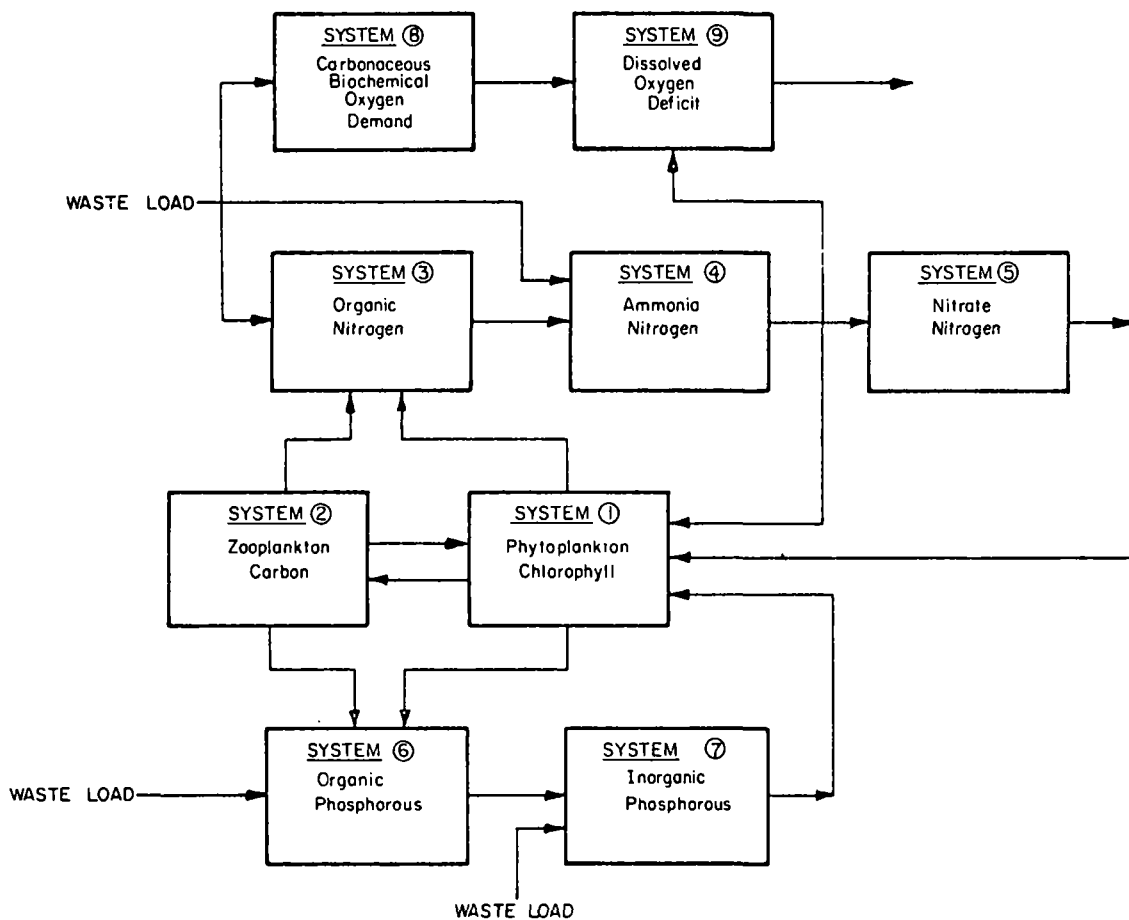 SYSTEM ⑧
Carbonaceous
Biochemical
Oxygen
Demand
SYSTEM ⑨
Dissolved
Oxygen
Deficit
WASTE LOAD
SYSTEM ③
Organic
Nitrogen
SYSTEM ④
Ammonia
Nitrogen
SYSTEM ⑤
Nitrate
Nitrogen
SYSTEM ②
Zooplankton
Carbon
SYSTEM ①
Phytoplankton
Chlorophyll
SYSTEM ⑥
Organic
Phosphorous
SYSTEM ⑦
Inorganic
Phosphorous
WASTE LOAD
WASTE LOAD